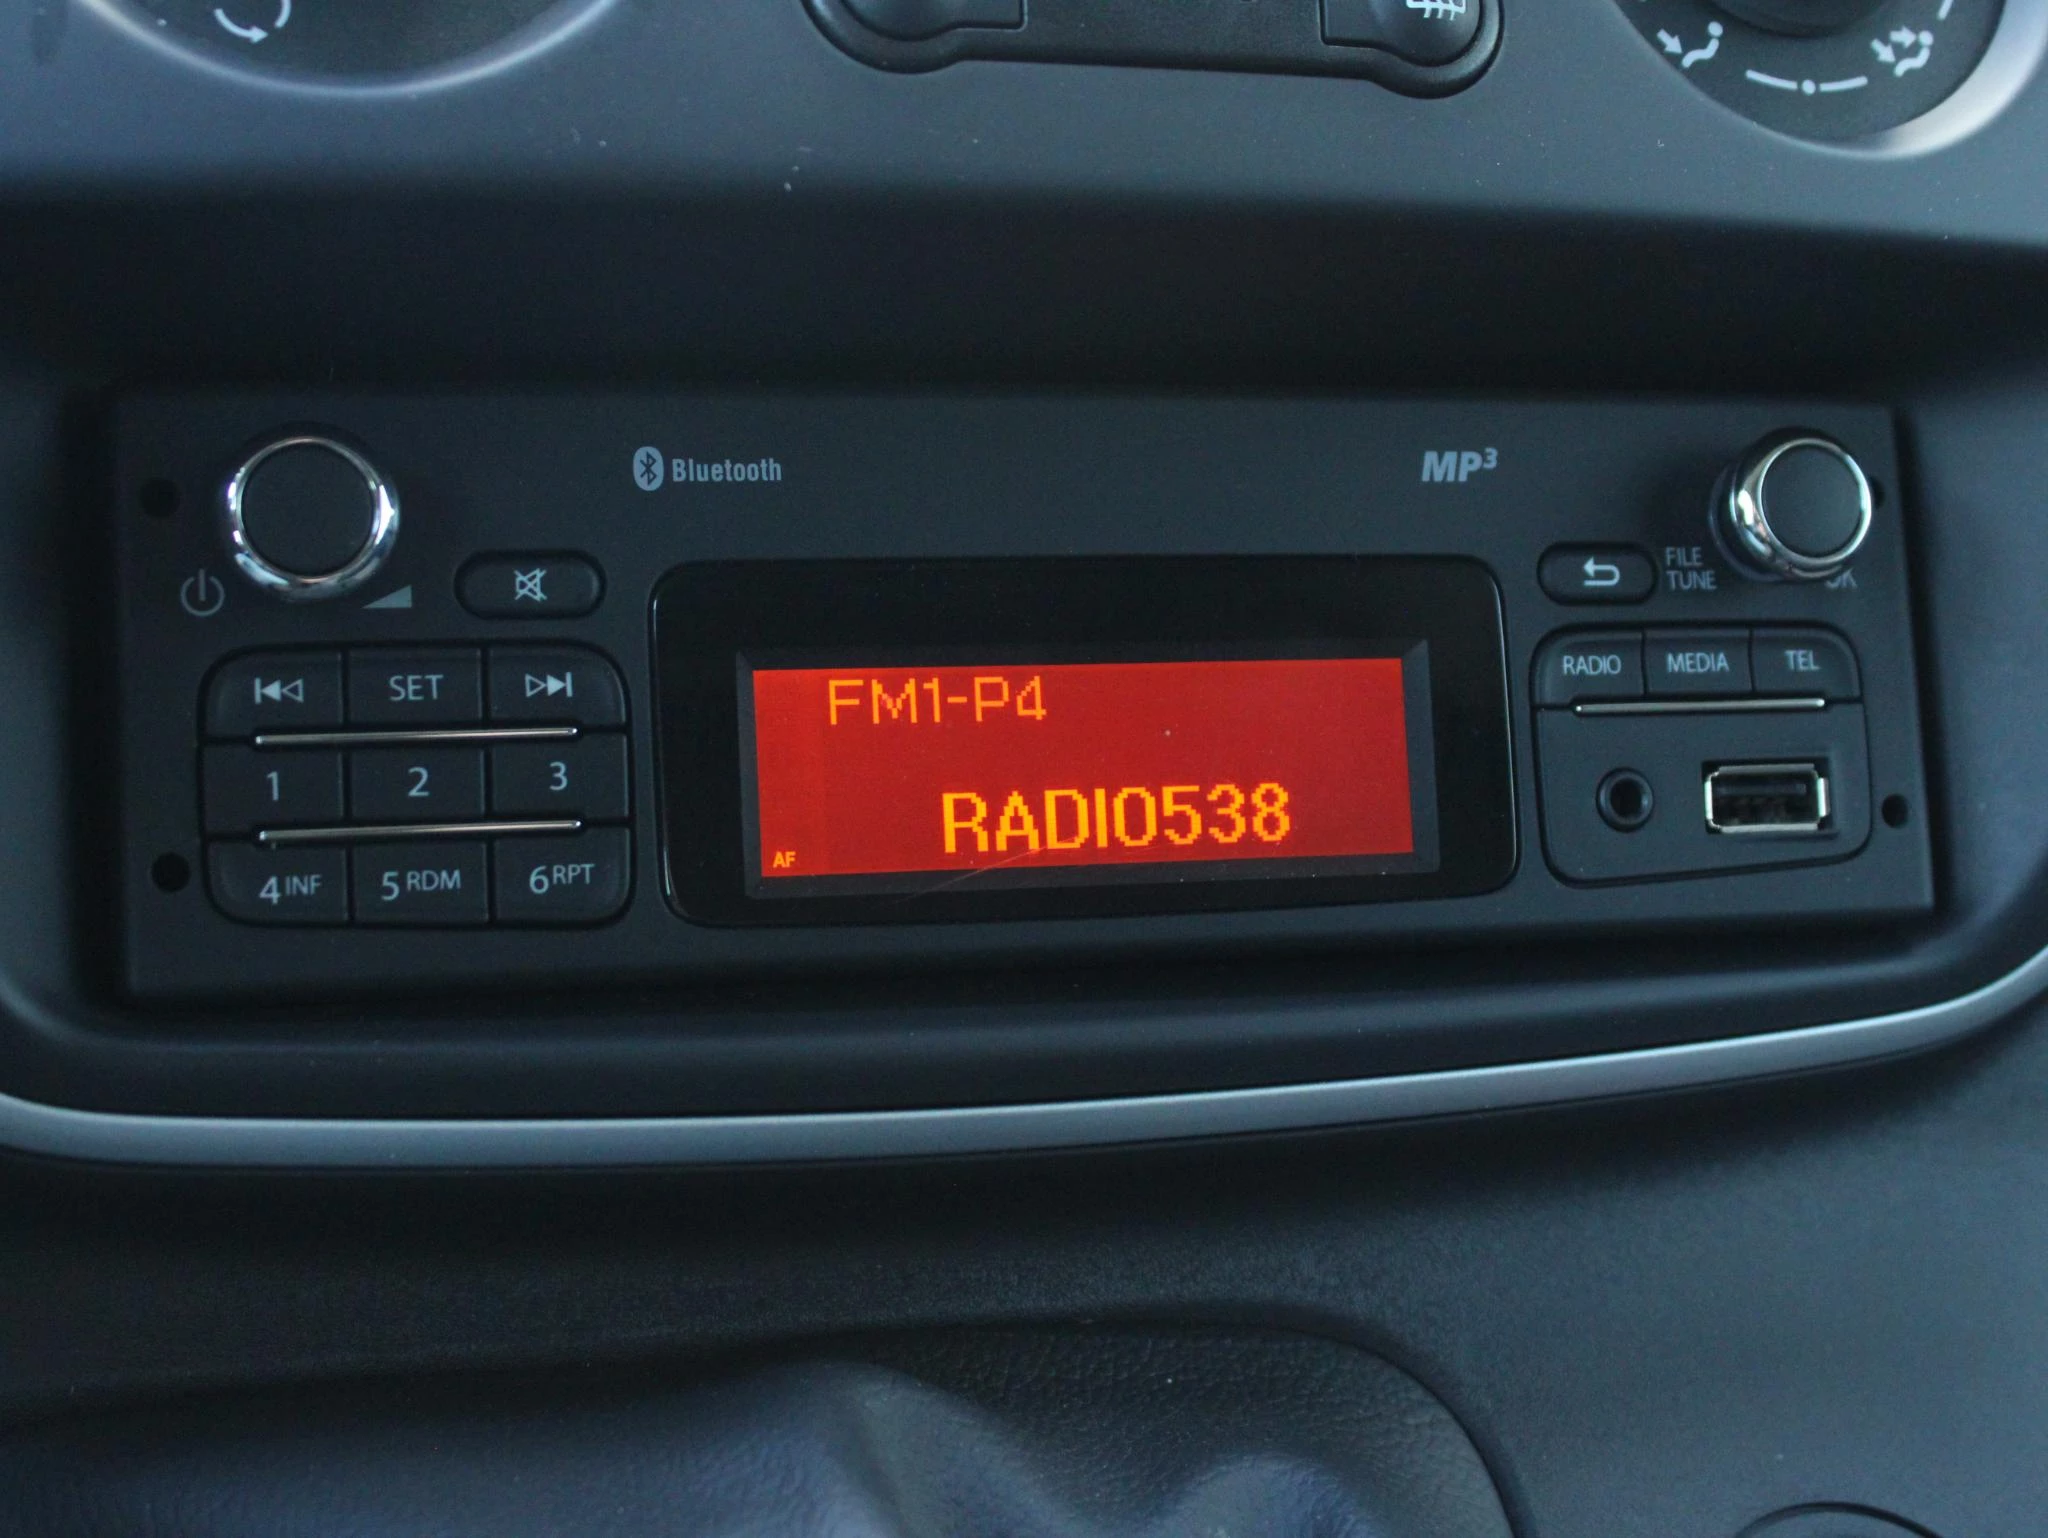 Bluetooth
MP3
FILE
TUNE
OK
SET
1
2
3
4 INF
5 RDM
6 RPT
FM1-P4
RADIO538
AF
RADIO
MEDIA
TEL